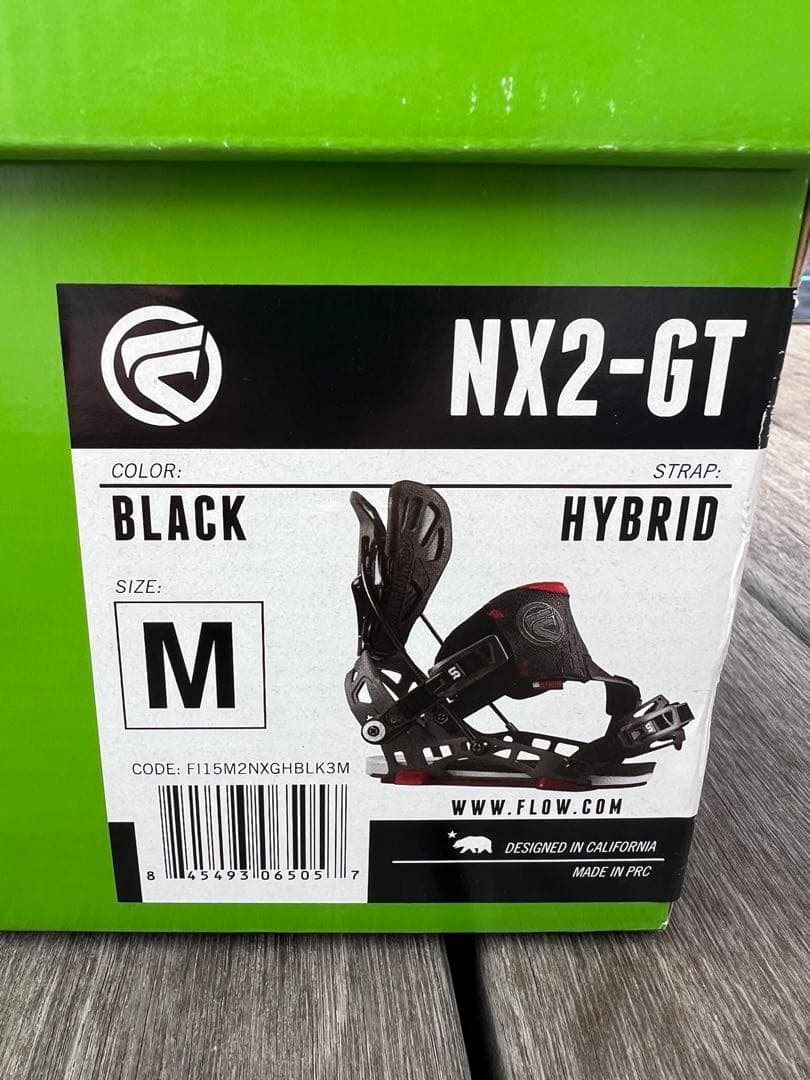 NX2-GT
COLOR: STRAP:
BLACK HYBRID
SIZE:
M
CODE: FI15M2NXGHBLK3M
8 45493 06505 7
WWW.FLOW.COM
DESIGNED IN CALIFORNIA
MADE IN PRC